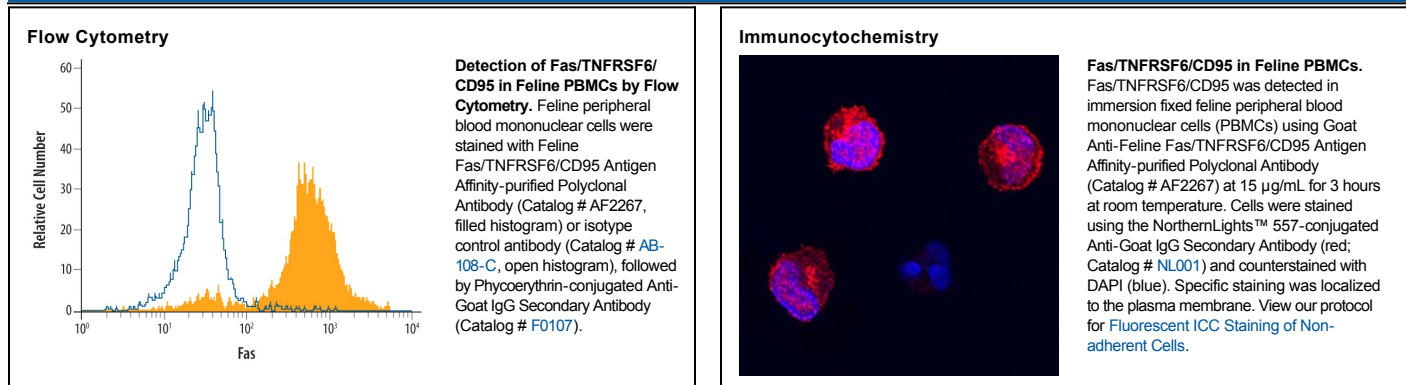 Flow Cytometry
60
50
40
30
20
10
0
Relative Cell Number
10⁰
10¹
10²
10³
10⁴
Fas
Detection of Fas/TNFRSF6/
CD95 in Feline PBMCs by Flow
Cytometry. Feline peripheral
blood mononuclear cells were
stained with Feline
Fas/TNFRSF6/CD95 Antigen
Affinity-purified Polyclonal
Antibody (Catalog # AF2267,
filled histogram) or isotype
control antibody (Catalog # AB-
108-C, open histogram), followed
by Phycoerythrin-conjugated Anti-
Goat IgG Secondary Antibody
(Catalog # F0107).
Immunocytochemistry
Fas/TNFRSF6/CD95 in Feline PBMCs.
Fas/TNFRSF6/CD95 was detected in
immersion fixed feline peripheral blood
mononuclear cells (PBMCs) using Goat
Anti-Feline Fas/TNFRSF6/CD95 Antigen
Affinity-purified Polyclonal Antibody
(Catalog # AF2267) at 15 µg/mL for 3 hours
at room temperature. Cells were stained
using the NorthernLights™ 557-conjugated
Anti-Goat IgG Secondary Antibody (red;
Catalog # NL001) and counterstained with
DAPI (blue). Specific staining was localized
to the plasma membrane. View our protocol
for Fluorescent ICC Staining of Non-
adherent Cells.